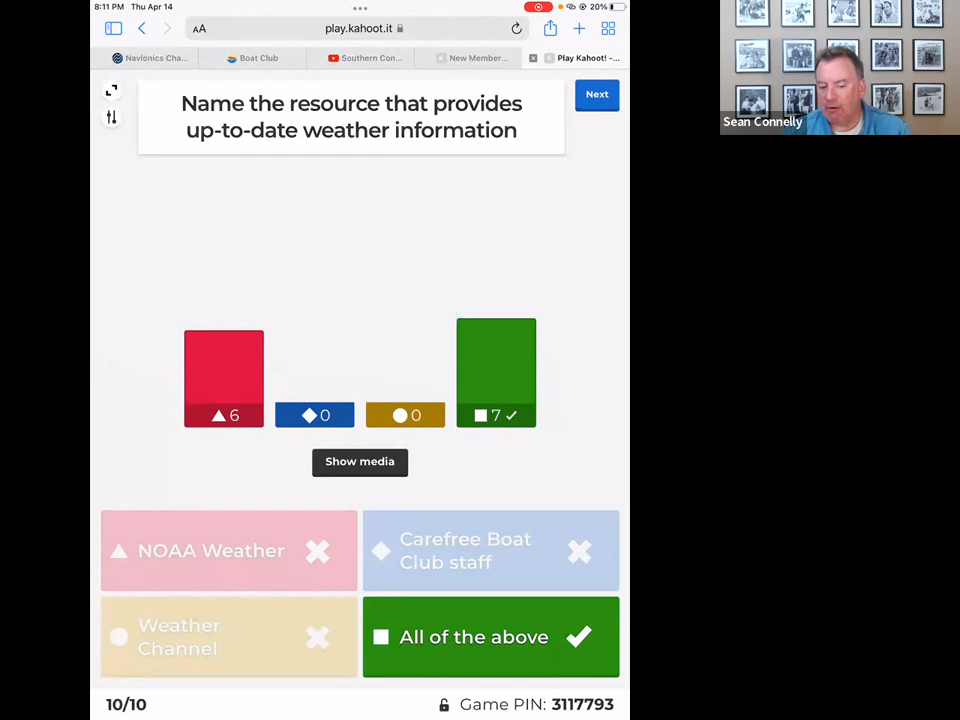 8:11 PM Thu Apr 14
20%
AA
play.kahoot.it
Navionics Cha...
Boat Club
Southern Con...
New Member...
Play Kahoot! -...
Name the resource that provides
up-to-date weather information
Next
Sean Connelly
6
0
0
7
Show media
NOAA Weather
Carefree Boat
Club staff
Weather
Channel
All of the above
10/10
Game PIN: 3117793